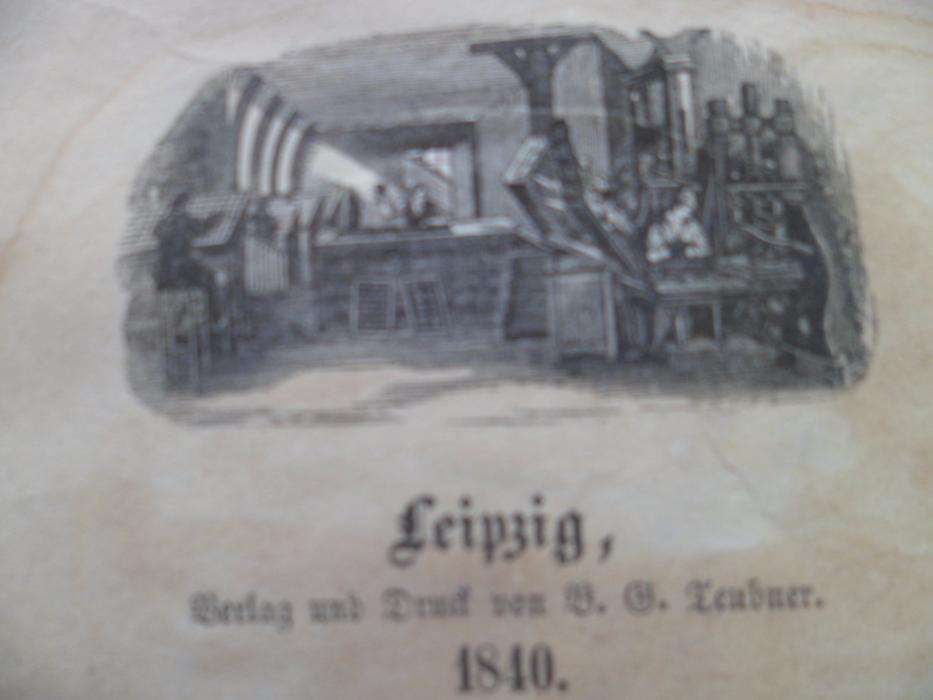 Leipzig,
Verlag und Druck von B. G. Teubner.
1840.